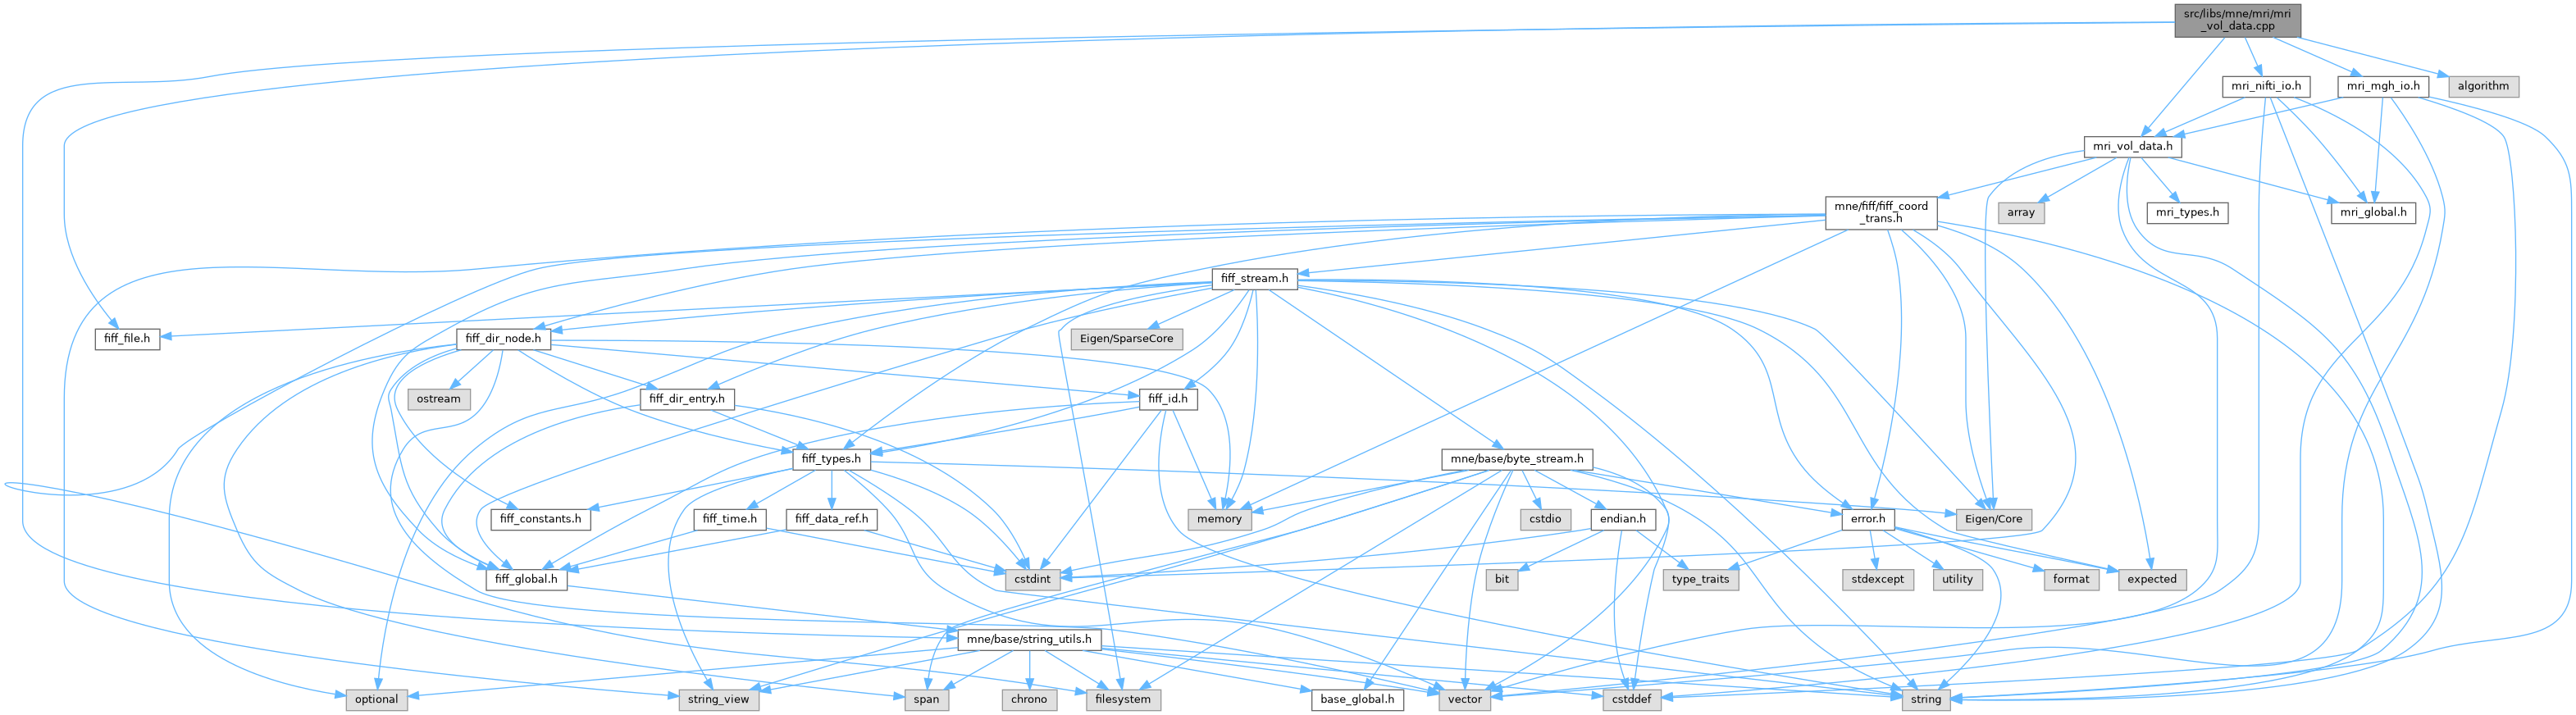 src/libs/mne/mri/mri
_vol_data.cpp
mri_nifti_io.h
mri_mgh_io.h
algorithm
mri_vol_data.h
mne/fiff/fiff_coord
_trans.h
array
mri_types.h
mri_global.h
fiff_stream.h
fiff_file.h
fiff_dir_node.h
Eigen/SparseCore
ostream
fiff_dir_entry.h
fiff_id.h
fiff_types.h
mne/base/byte_stream.h
fiff_constants.h
fiff_time.h
fiff_data_ref.h
memory
cstdio
endian.h
error.h
Eigen/Core
fiff_global.h
cstdint
bit
type_traits
stdexcept
utility
format
expected
mne/base/string_utils.h
optional
string_view
span
chrono
filesystem
base_global.h
vector
cstddef
string